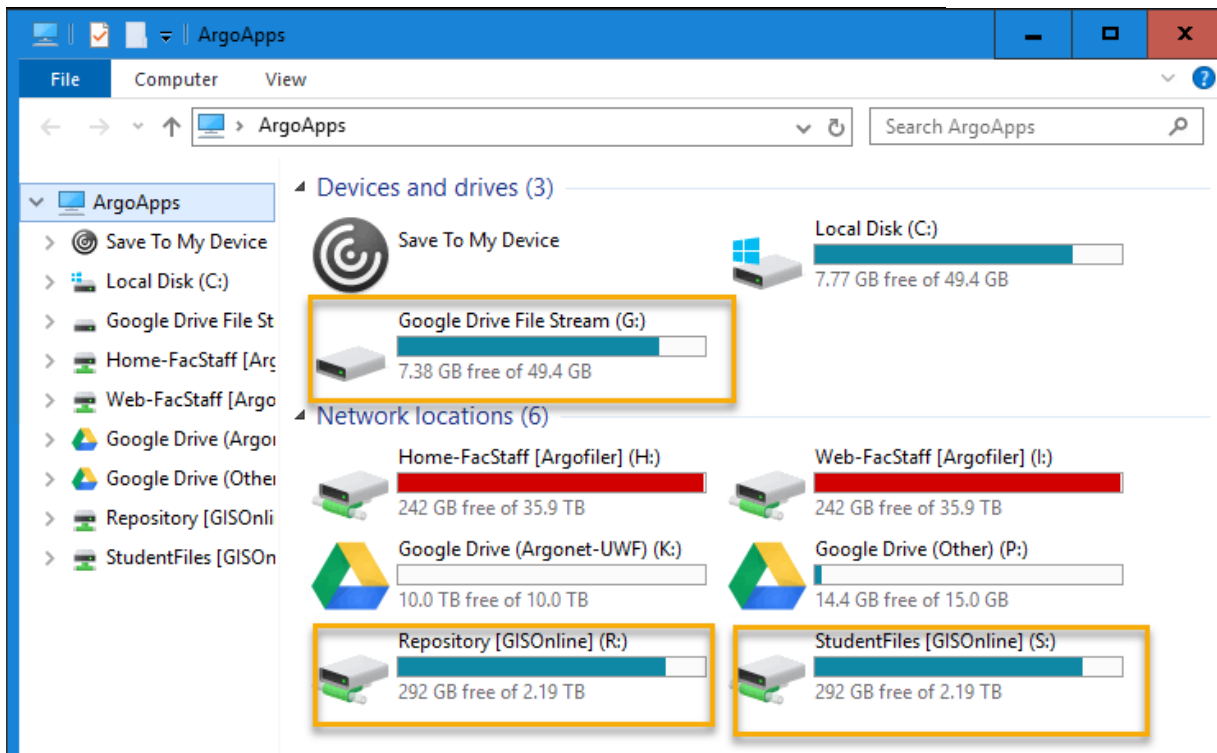 ArgoApps
File Computer View
ArgoApps
Search ArgoApps
ArgoApps
Save To My Device
Local Disk (C:)
Google Drive File St
Home-FacStaff [Arg
Web-FacStaff [Argo
Google Drive (Argon
Google Drive (Other
Repository [GISOnli
StudentFiles [GISOn
Devices and drives (3)
Save To My Device
Local Disk (C:)
7.77 GB free of 49.4 GB
Google Drive File Stream (G:)
7.38 GB free of 49.4 GB
Network locations (6)
Home-FacStaff [Argofiler] (H:)
242 GB free of 35.9 TB
Web-FacStaff [Argofiler] (I:)
242 GB free of 35.9 TB
Google Drive (Argonet-UWF) (K:)
10.0 TB free of 10.0 TB
Google Drive (Other) (P:)
14.4 GB free of 15.0 GB
Repository [GISOnline] (R:)
292 GB free of 2.19 TB
StudentFiles [GISOnline] (S:)
292 GB free of 2.19 TB